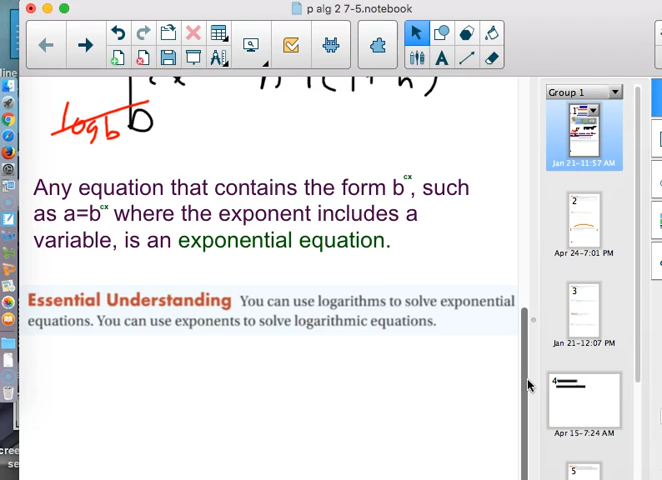 p alg 2 7-5.notebook
Group 1
log b b
Any equation that contains the form b^cx, such
as a=b^cx where the exponent includes a
variable, is an exponential equation.
Essential Understanding You can use logarithms to solve exponential
equations. You can use exponents to solve logarithmic equations.
1
Jan 21-11:57 AM
2
Apr 24-7:01 PM
3
Jan 21-12:07 PM
4
Apr 15-7:24 AM
5